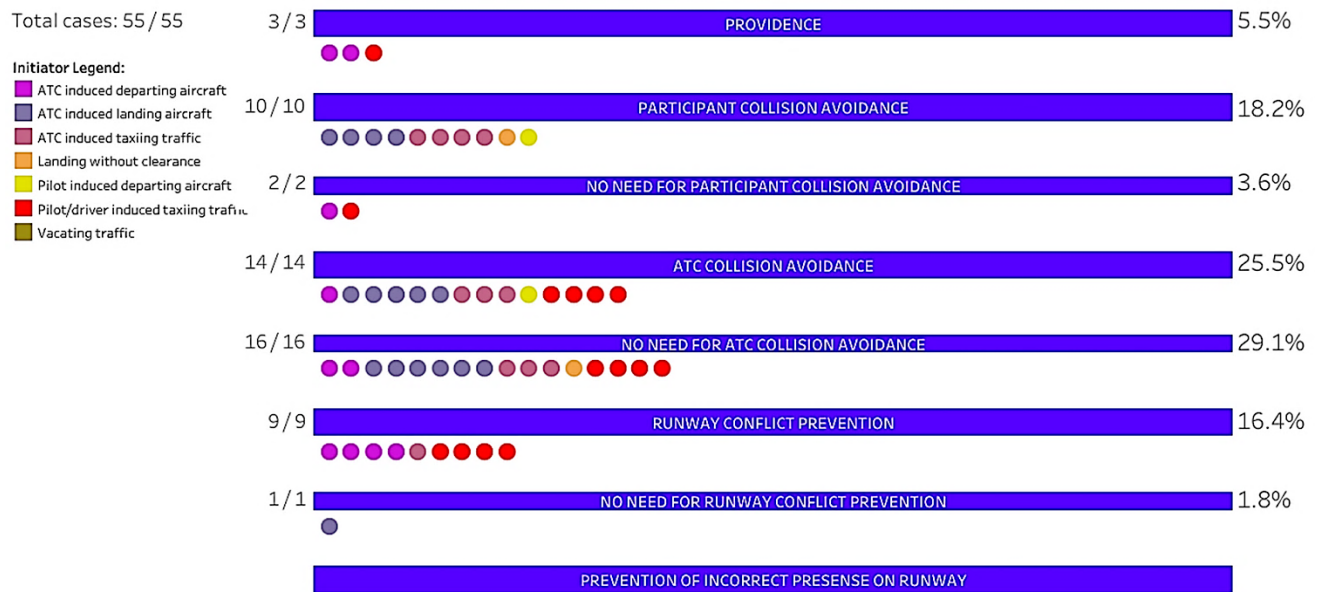 Total cases: 55/55
Initiator Legend:
ATC induced departing aircraft
ATC induced landing aircraft
ATC induced taxiing traffic
Landing without clearance
Pilot induced departing aircraft
Pilot/driver induced taxiing traffic
Vacating traffic
3/3 PROVIDENCE 5.5%
10/10 PARTICIPANT COLLISION AVOIDANCE 18.2%
2/2 NO NEED FOR PARTICIPANT COLLISION AVOIDANCE 3.6%
14/14 ATC COLLISION AVOIDANCE 25.5%
16/16 NO NEED FOR ATC COLLISION AVOIDANCE 29.1%
9/9 RUNWAY CONFLICT PREVENTION 16.4%
1/1 NO NEED FOR RUNWAY CONFLICT PREVENTION 1.8%
PREVENTION OF INCORRECT PRESENSE ON RUNWAY